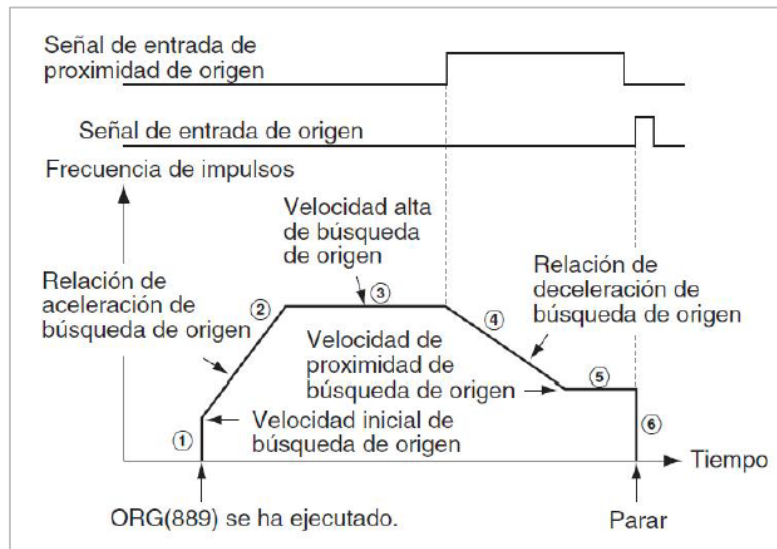 Señal de entrada de
proximidad de origen
Señal de entrada de origen
Frecuencia de impulsos
Velocidad alta
de búsqueda
de origen
Relación de
aceleración de
búsqueda de origen
②
③
④
Relación de
deceleración de
búsqueda de origen
Velocidad de
proximidad de
búsqueda de origen
⑤
①
Velocidad inicial de
búsqueda de origen
⑥
Tiempo
ORG(889) se ha ejecutado.
Parar